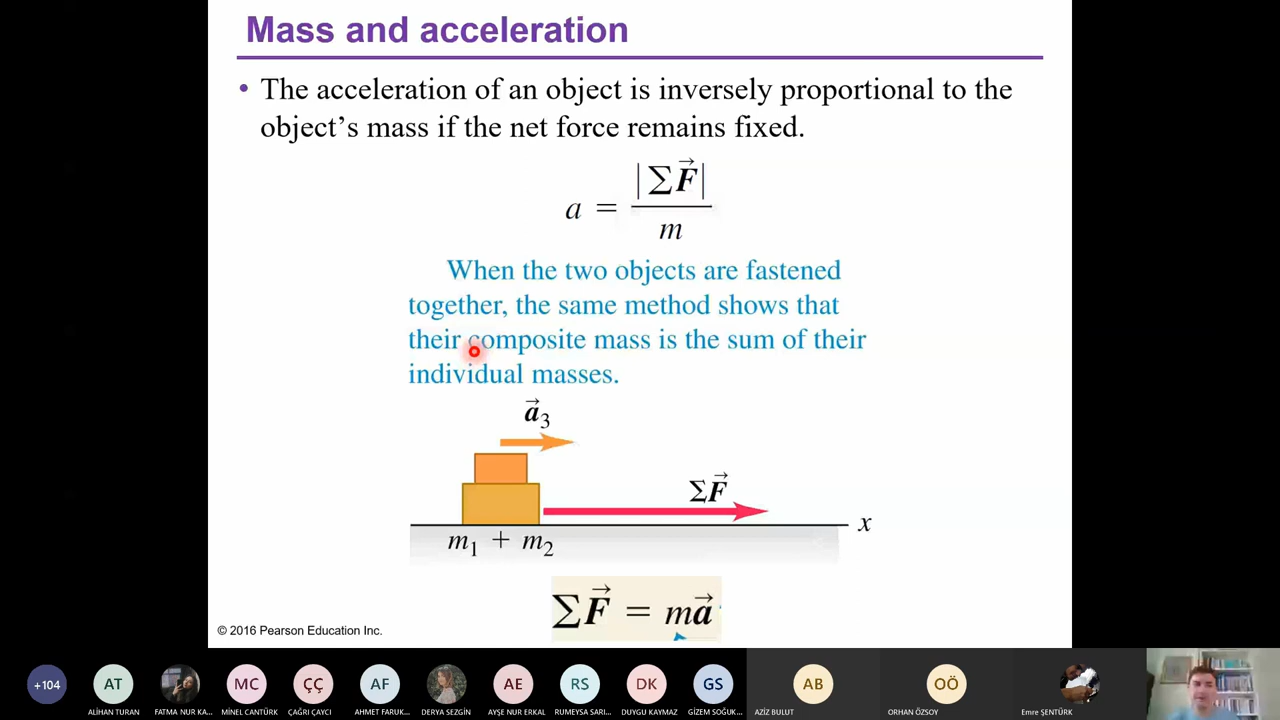 Mass and acceleration
• The acceleration of an object is inversely proportional to the
object’s mass if the net force remains fixed.
a = |ΣF⃗| / m
When the two objects are fastened
together, the same method shows that
their composite mass is the sum of their
individual masses.
a⃗₃
ΣF⃗
x
m₁ + m₂
ΣF⃗ = ma⃗
© 2016 Pearson Education Inc.
+104 AT MC ÇÇ AF AE RS DK GS AB OÖ
ALİHAN TURAN FATMA NUR KA... MİNEL CANTÜRK ÇAĞRI ÇAYCI AHMET FARUK... DERYA SEZGİN AYŞE NUR ERKAL RUMEYSA SARI... DUYGU KAYMAZ GİZEM SOĞUK... AZİZ BULUT ORHAN ÖZSOY Emre ŞENTÜRK